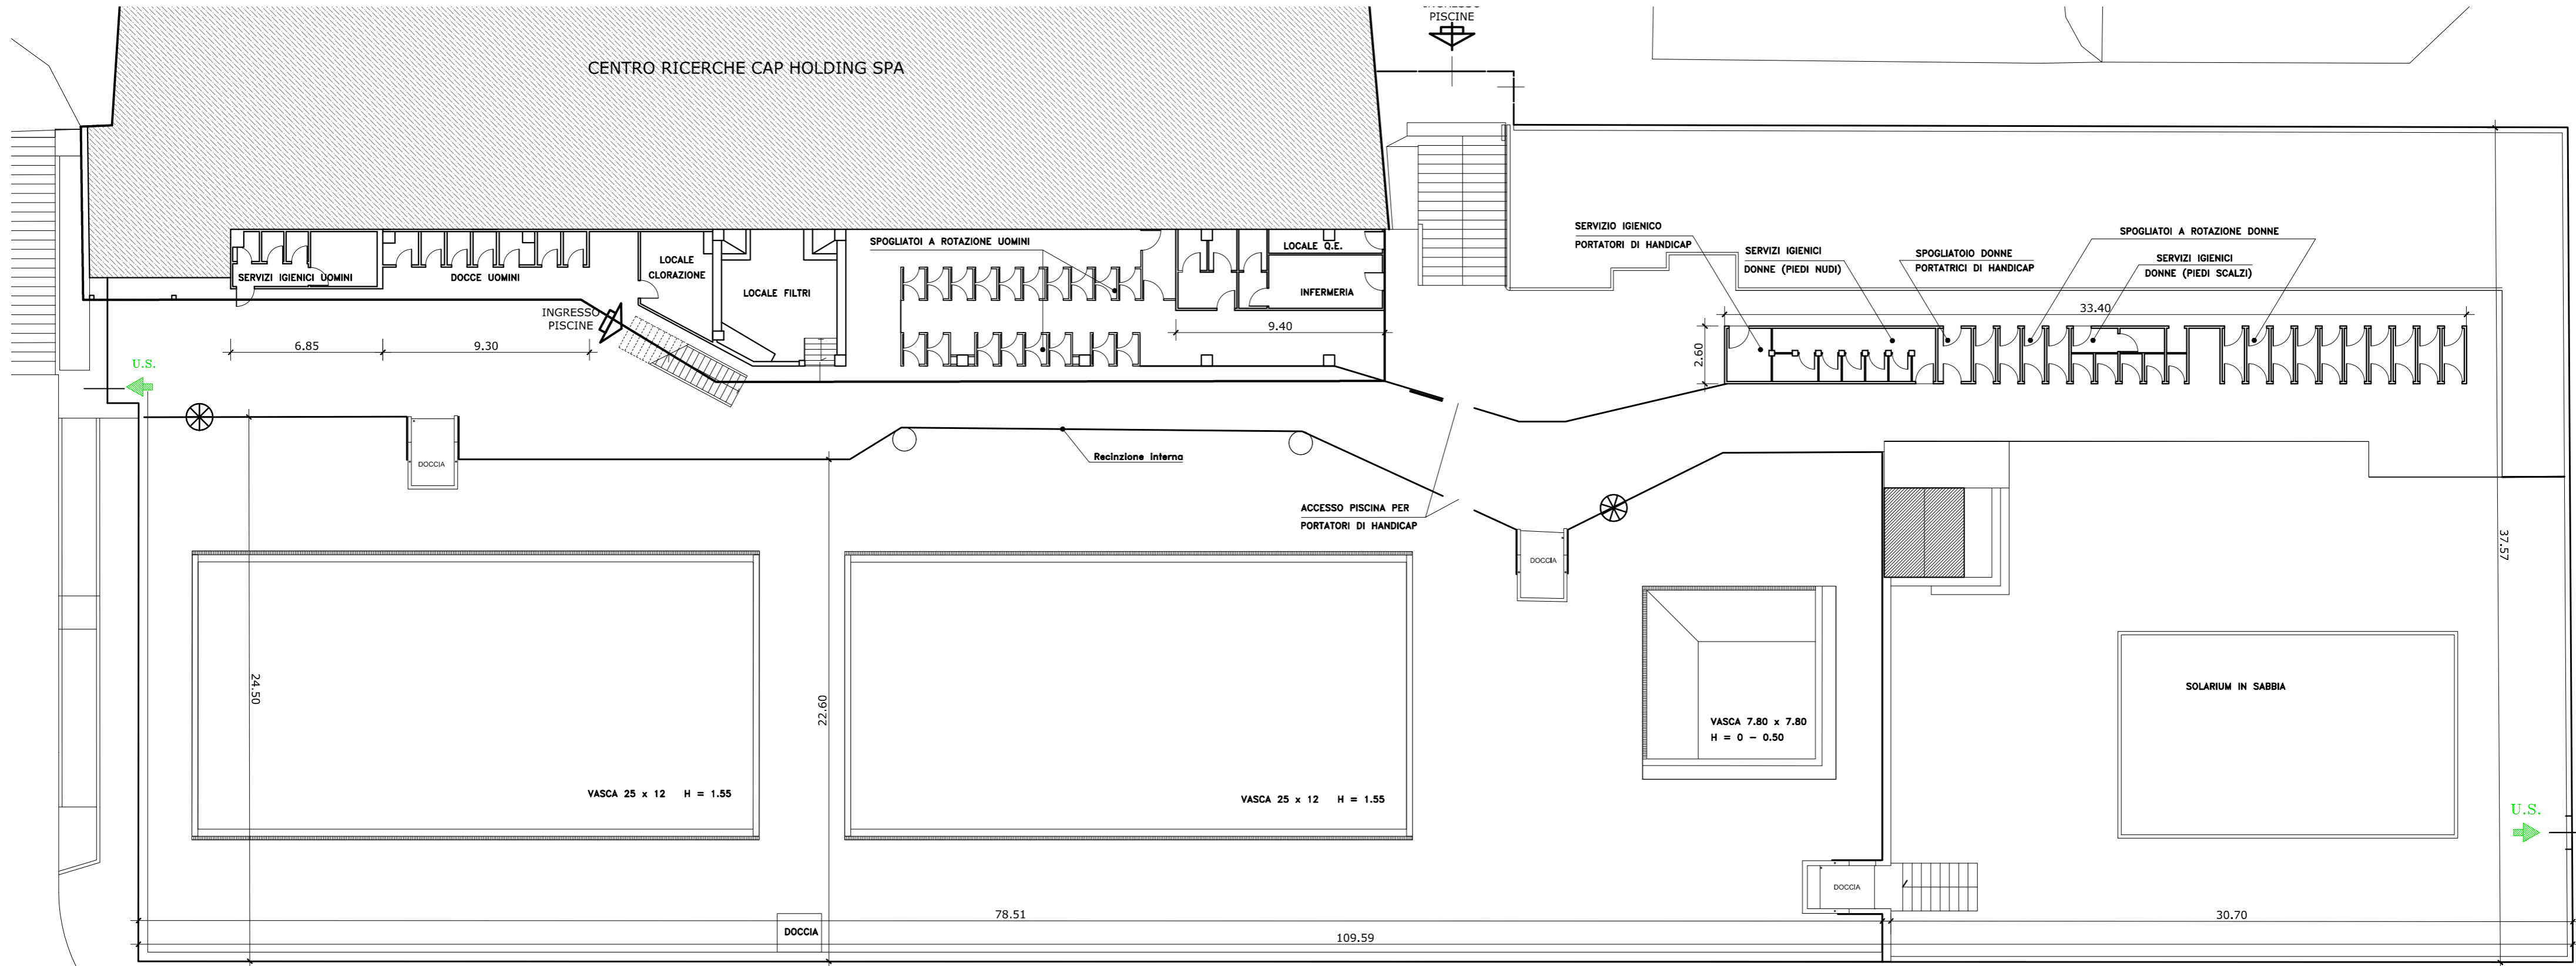 PISCINE
CENTRO RICERCHE CAP HOLDING SPA
SERVIZI IGIENICI UOMINI
DOCCE UOMINI
LOCALE
CLORAZIONE
LOCALE FILTRI
SPOGLIATOI A ROTAZIONE UOMINI
LOCALE Q.E.
INFERMERIA
SERVIZIO IGIENICO
PORTATORI DI HANDICAP
SERVIZI IGIENICI
DONNE (PIEDI NUDI)
SPOGLIATOIO DONNE
PORTATRICI DI HANDICAP
SPOGLIATOI A ROTAZIONE DONNE
SERVIZI IGIENICI
DONNE (PIEDI SCALZI)
33.40
2.60
INGRESSO
PISCINE
6.85
9.30
9.40
U.S.
DOCCIA
Recinzione interna
ACCESSO PISCINA PER
PORTATORI DI HANDICAP
DOCCIA
37.57
24.50
22.60
VASCA 25 x 12 H = 1.55
VASCA 25 x 12 H = 1.55
VASCA 7.80 x 7.80
H = 0 - 0.50
SOLARIUM IN SABBIA
U.S.
DOCCIA
DOCCIA
78.51
30.70
109.59